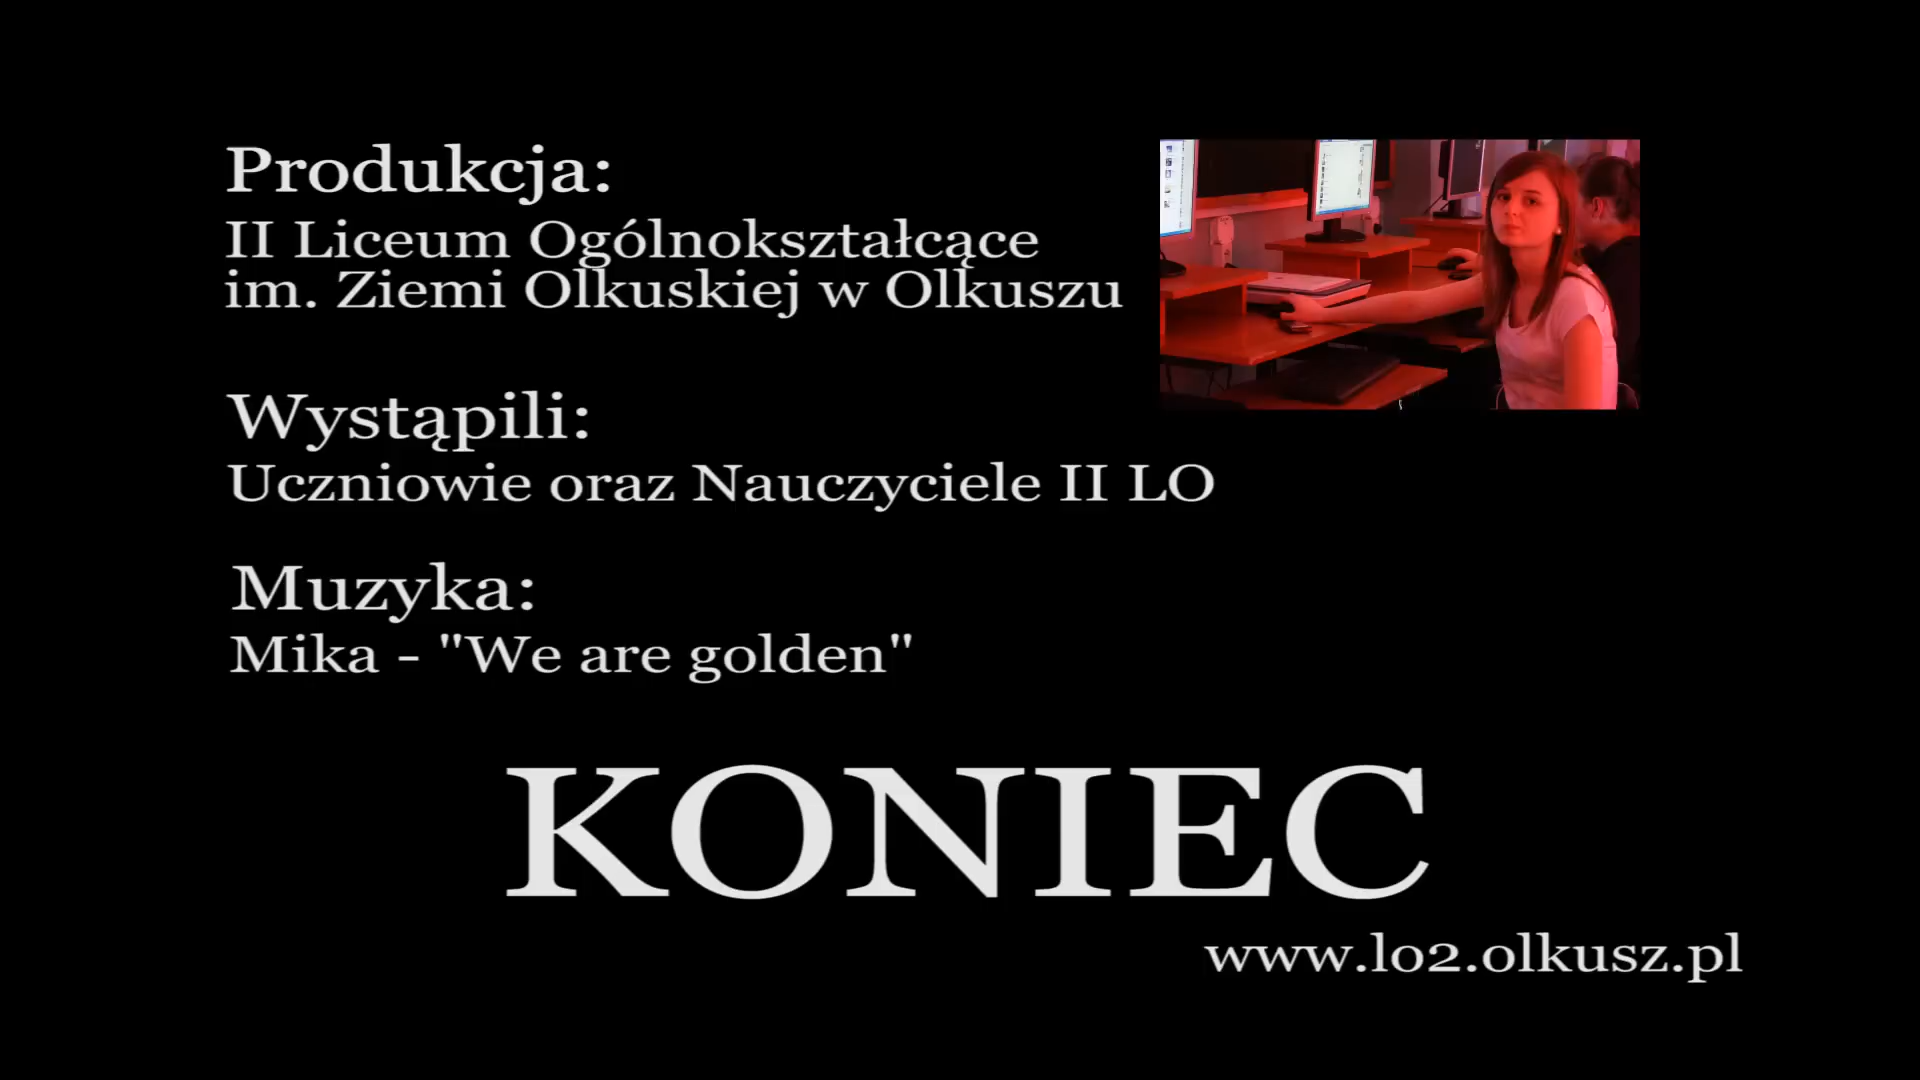 Produkcja:
II Liceum Ogólnokształcące
im. Ziemi Olkuskiej w Olkuszu
Wystąpili:
Uczniowie oraz Nauczyciele II LO
Muzyka:
Mika - "We are golden"
KONIEC
www.lo2.olkusz.pl